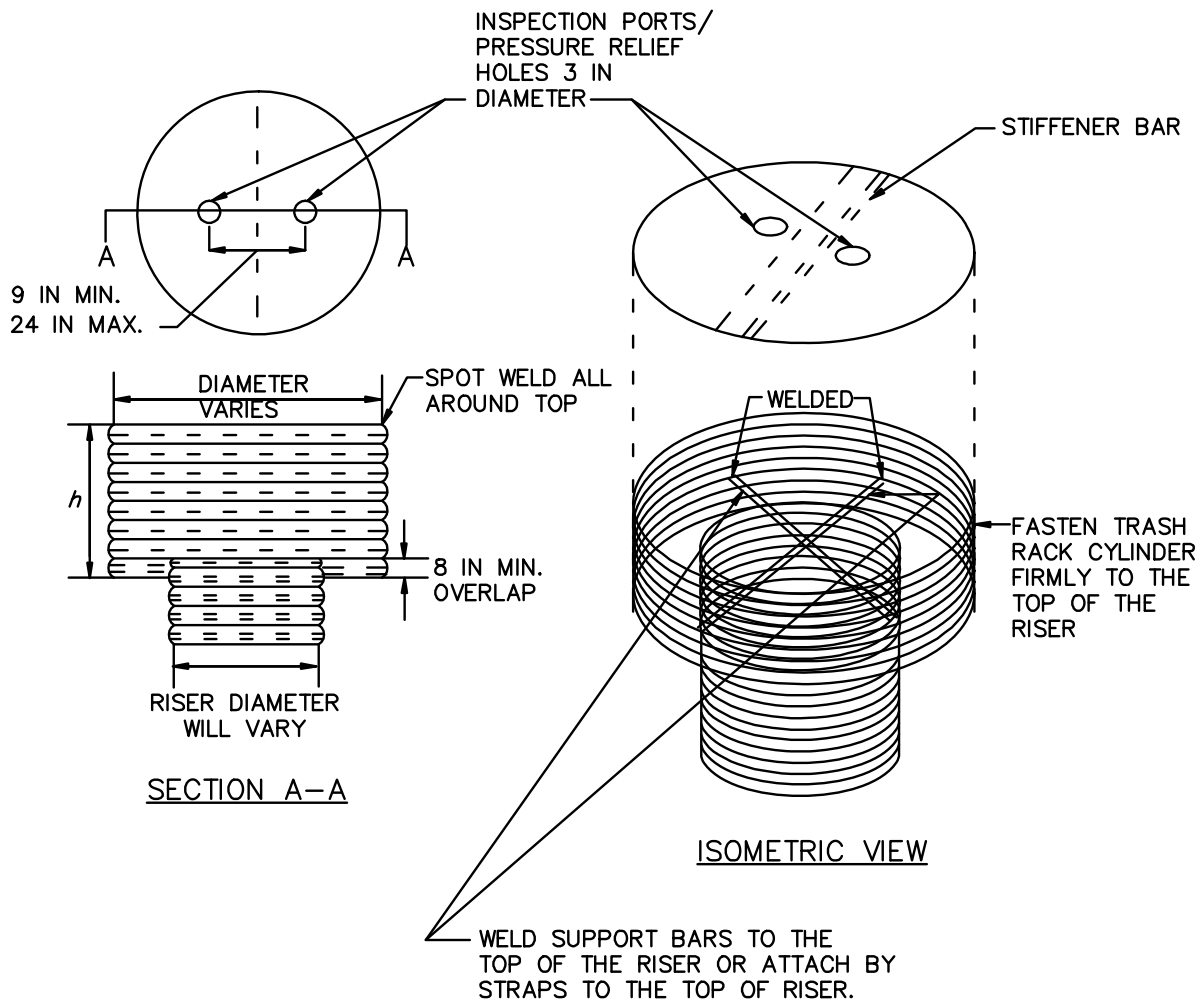 INSPECTION PORTS/
PRESSURE RELIEF
HOLES 3 IN
DIAMETER
STIFFENER BAR
A
A
9 IN MIN.
24 IN MAX.
DIAMETER
VARIES
SPOT WELD ALL
AROUND TOP
WELDED
h
8 IN MIN.
OVERLAP
FASTEN TRASH
RACK CYLINDER
FIRMLY TO THE
TOP OF THE
RISER
RISER DIAMETER
WILL VARY
SECTION A-A
ISOMETRIC VIEW
WELD SUPPORT BARS TO THE
TOP OF THE RISER OR ATTACH BY
STRAPS TO THE TOP OF RISER.